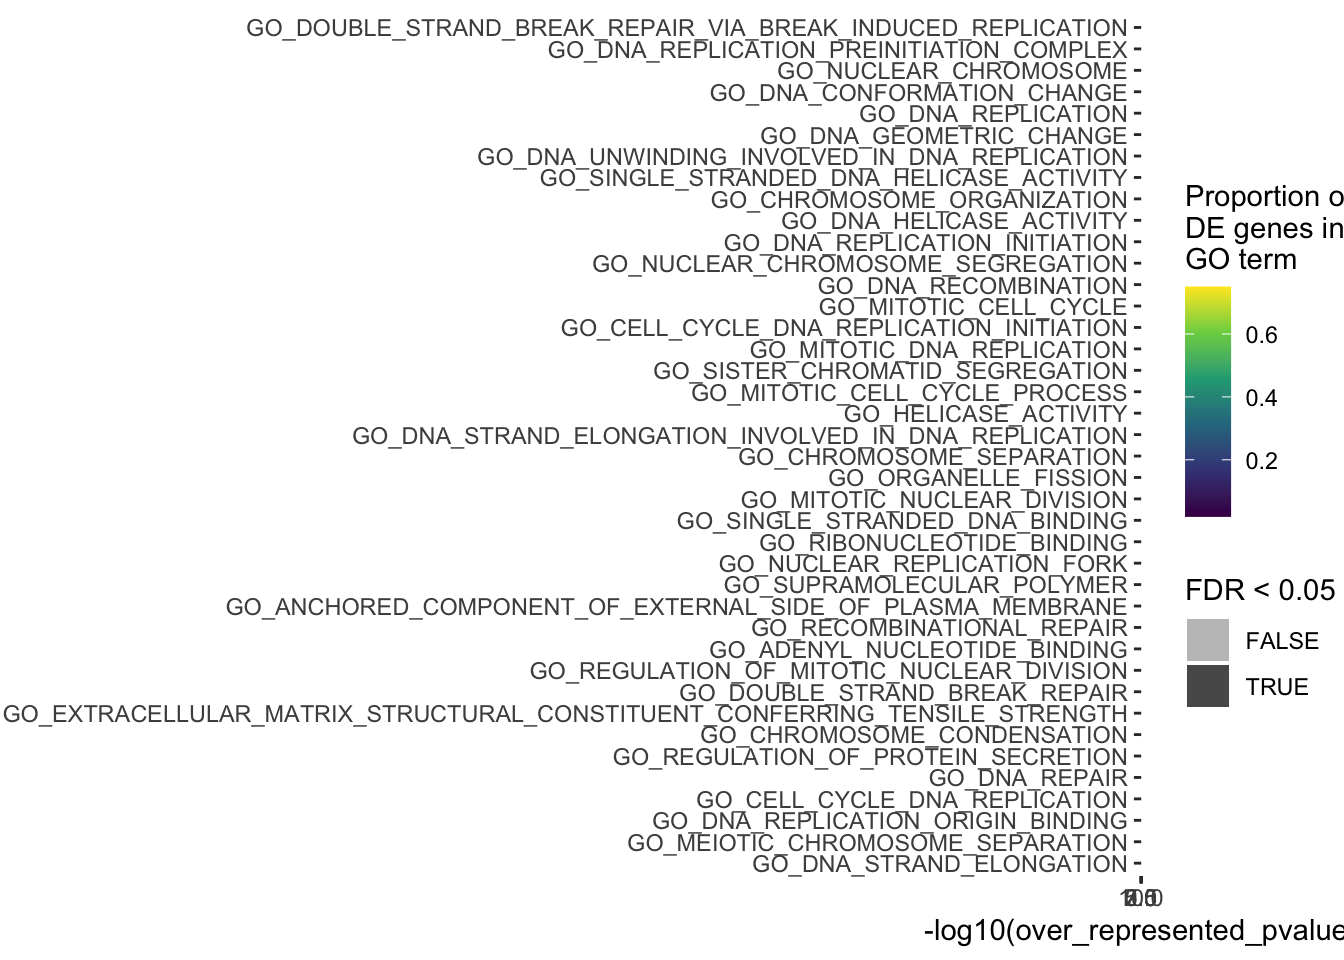 GO_DOUBLE_STRAND_BREAK_REPAIR_VIA_BREAK_INDUCED_REPLICATION
GO_DNA_REPLICATION_PREINITIATION_COMPLEX
GO_NUCLEAR_CHROMOSOME
GO_DNA_CONFORMATION_CHANGE
GO_DNA_REPLICATION
GO_DNA_GEOMETRIC_CHANGE
GO_DNA_UNWINDING_INVOLVED_IN_DNA_REPLICATION
GO_SINGLE_STRANDED_DNA_HELICASE_ACTIVITY
GO_CHROMOSOME_ORGANIZATION
GO_DNA_HELICASE_ACTIVITY
GO_DNA_REPLICATION_INITIATION
GO_NUCLEAR_CHROMOSOME_SEGREGATION
GO_DNA_RECOMBINATION
GO_MITOTIC_CELL_CYCLE
GO_CELL_CYCLE_DNA_REPLICATION_INITIATION
GO_MITOTIC_DNA_REPLICATION
GO_SISTER_CHROMATID_SEGREGATION
GO_MITOTIC_CELL_CYCLE_PROCESS
GO_HELICASE_ACTIVITY
GO_DNA_STRAND_ELONGATION_INVOLVED_IN_DNA_REPLICATION
GO_CHROMOSOME_SEPARATION
GO_ORGANELLE_FISSION
GO_MITOTIC_NUCLEAR_DIVISION
GO_SINGLE_STRANDED_DNA_BINDING
GO_RIBONUCLEOTIDE_BINDING
GO_NUCLEAR_REPLICATION_FORK
GO_SUPRAMOLECULAR_POLYMER
GO_ANCHORED_COMPONENT_OF_EXTERNAL_SIDE_OF_PLASMA_MEMBRANE
GO_RECOMBINATIONAL_REPAIR
GO_ADENYL_NUCLEOTIDE_BINDING
GO_REGULATION_OF_MITOTIC_NUCLEAR_DIVISION
GO_DOUBLE_STRAND_BREAK_REPAIR
GO_EXTRACELLULAR_MATRIX_STRUCTURAL_CONSTITUENT_CONFERRING_TENSILE_STRENGTH
GO_CHROMOSOME_CONDENSATION
GO_REGULATION_OF_PROTEIN_SECRETION
GO_DNA_REPAIR
GO_CELL_CYCLE_DNA_REPLICATION
GO_DNA_REPLICATION_ORIGIN_BINDING
GO_MEIOTIC_CHROMOSOME_SEPARATION
GO_DNA_STRAND_ELONGATION
-log10(over_represented_pvalue
Proportion o
DE genes in
GO term
0.6
0.4
0.2
FDR < 0.05
FALSE
TRUE